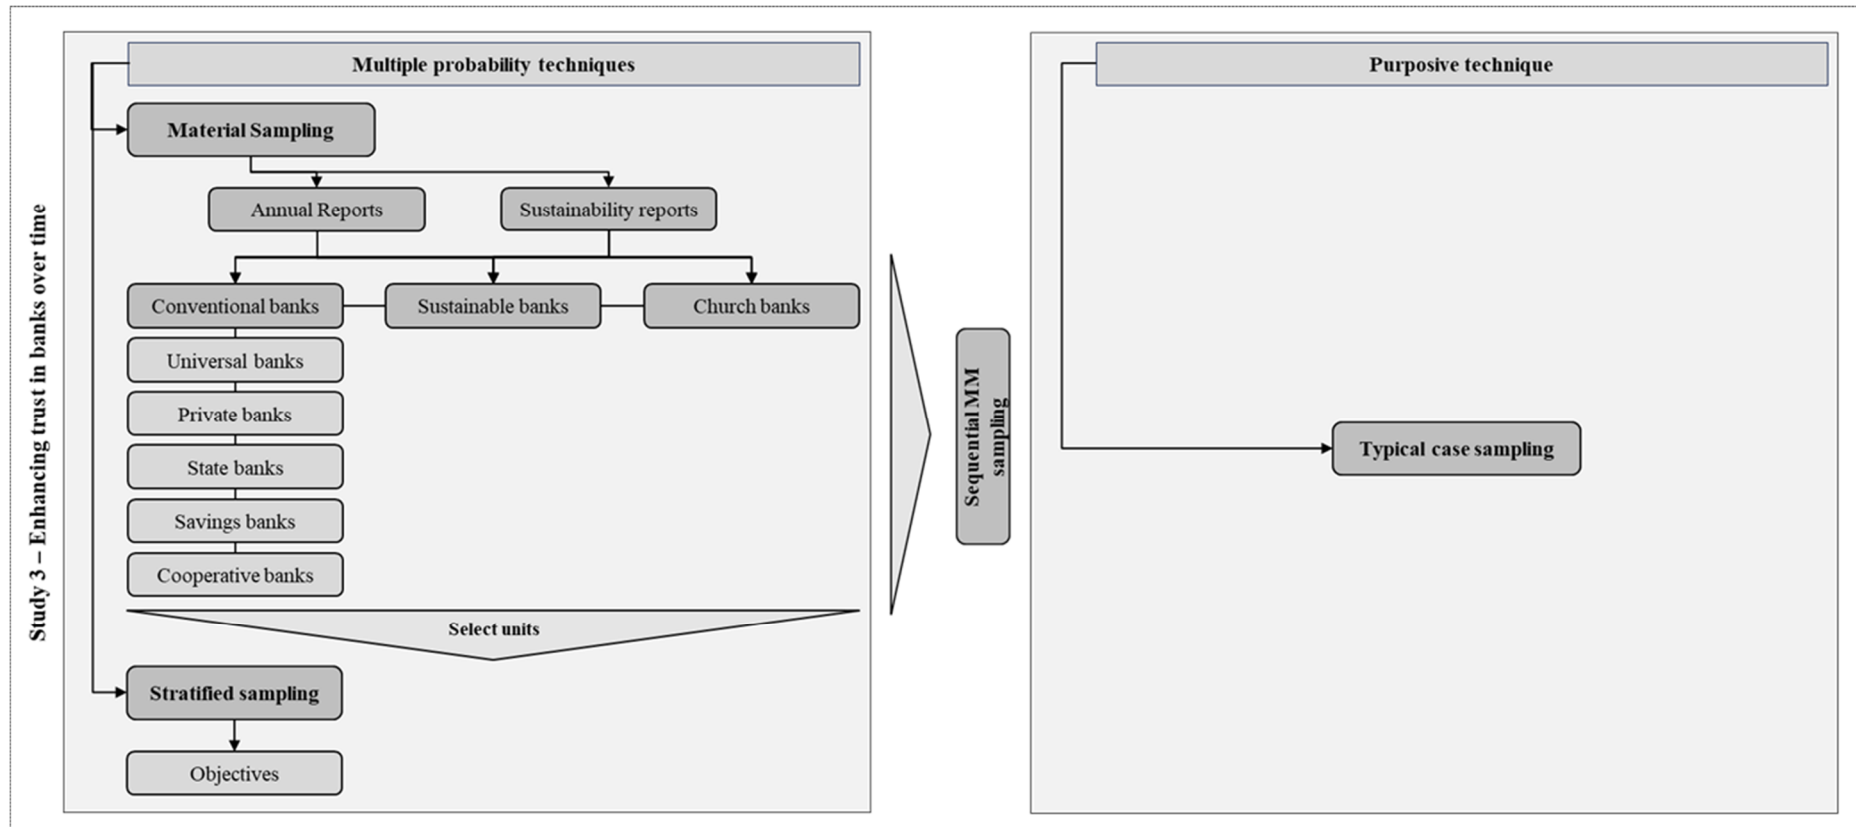 Study 3 – Enhancing trust in banks over time
Multiple probability techniques
Material Sampling
Annual Reports
Sustainability reports
Conventional banks
Sustainable banks
Church banks
Universal banks
Private banks
State banks
Savings banks
Cooperative banks
Select units
Stratified sampling
Objectives
Sequential MM
sampling
Purposive technique
Typical case sampling